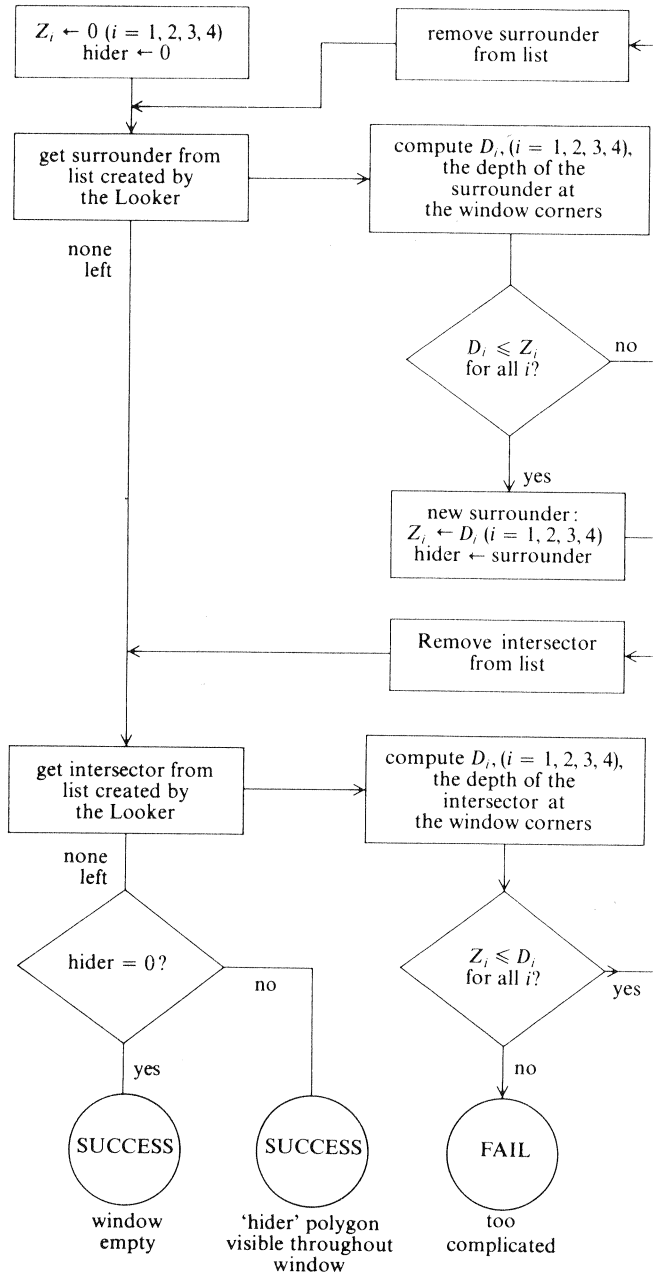 Z_i ← 0 (i = 1, 2, 3, 4)
hider ← 0
remove surrounder
from list
get surrounder from
list created by
the Looker
compute D_i, (i = 1, 2, 3, 4),
the depth of the
surrounder at
the window corners
none
left
D_i ⩽ Z_i
for all i?
no
yes
new surrounder:
Z_i ← D_i (i = 1, 2, 3, 4)
hider ← surrounder
Remove intersector
from list
get intersector from
list created by
the Looker
compute D_i, (i = 1, 2, 3, 4),
the depth of the
intersector at
the window corners
none
left
hider = 0?
no
yes
Z_i ⩽ D_i
for all i?
yes
no
SUCCESS
window
empty
SUCCESS
'hider' polygon
visible throughout
window
FAIL
too
complicated